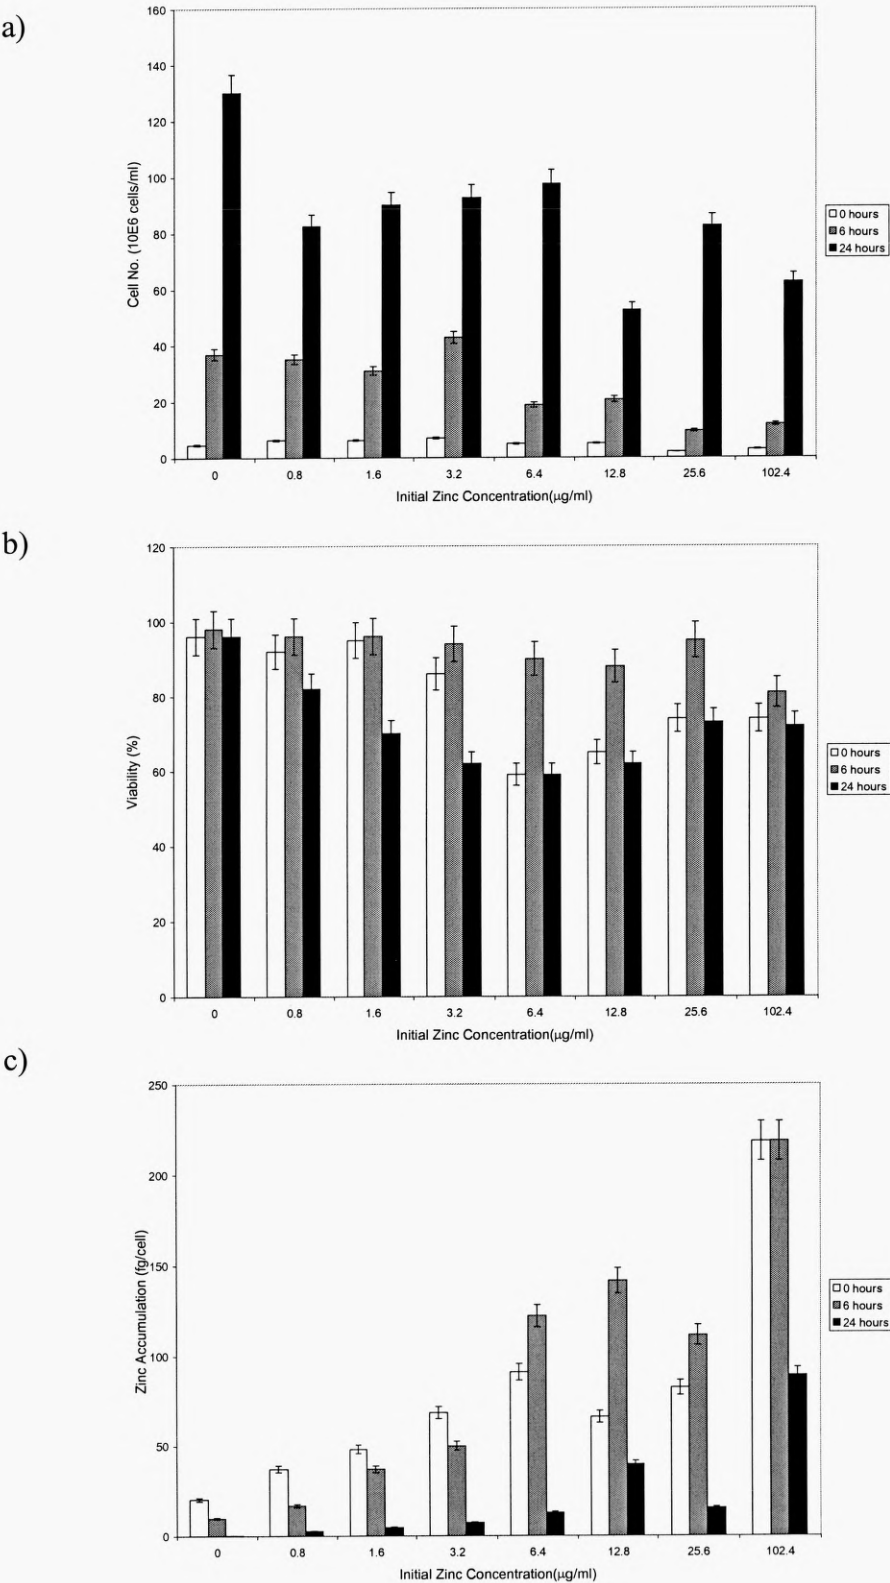 a)
160
140
120
100
80
60
40
20
0
Cell No. (10E6 cells/ml)
0 0.8 1.6 3.2 6.4 12.8 25.6 102.4
Initial Zinc Concentration(µg/ml)
0 hours
6 hours
24 hours
b)
120
100
80
60
40
20
0
Viability (%)
0 0.8 1.6 3.2 6.4 12.8 25.6 102.4
Initial Zinc Concentration(µg/ml)
0 hours
6 hours
24 hours
c)
250
200
150
100
50
0
Zinc Accumulation (fg/cell)
0 0.8 1.6 3.2 6.4 12.8 25.6 102.4
Initial Zinc Concentration(µg/ml)
0 hours
6 hours
24 hours